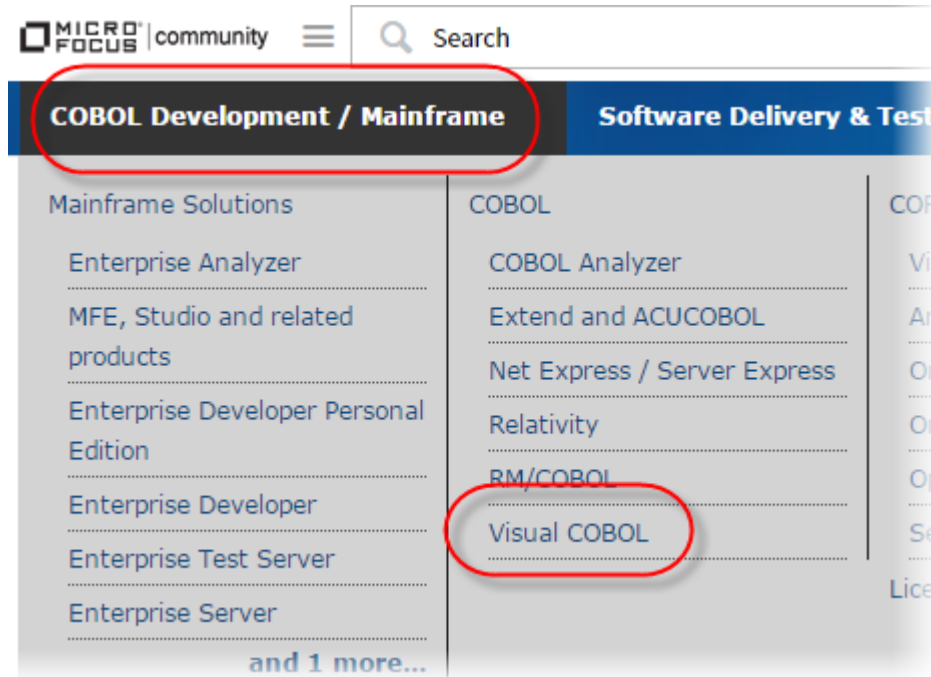 MICRO FOCUS | community
Search
COBOL Development / Mainframe
Software Delivery & Test
Mainframe Solutions
Enterprise Analyzer
MFE, Studio and related
products
Enterprise Developer Personal
Edition
Enterprise Developer
Enterprise Test Server
Enterprise Server
and 1 more...
COBOL
COBOL Analyzer
Extend and ACUCOBOL
Net Express / Server Express
Relativity
RM/COBOL
Visual COBOL